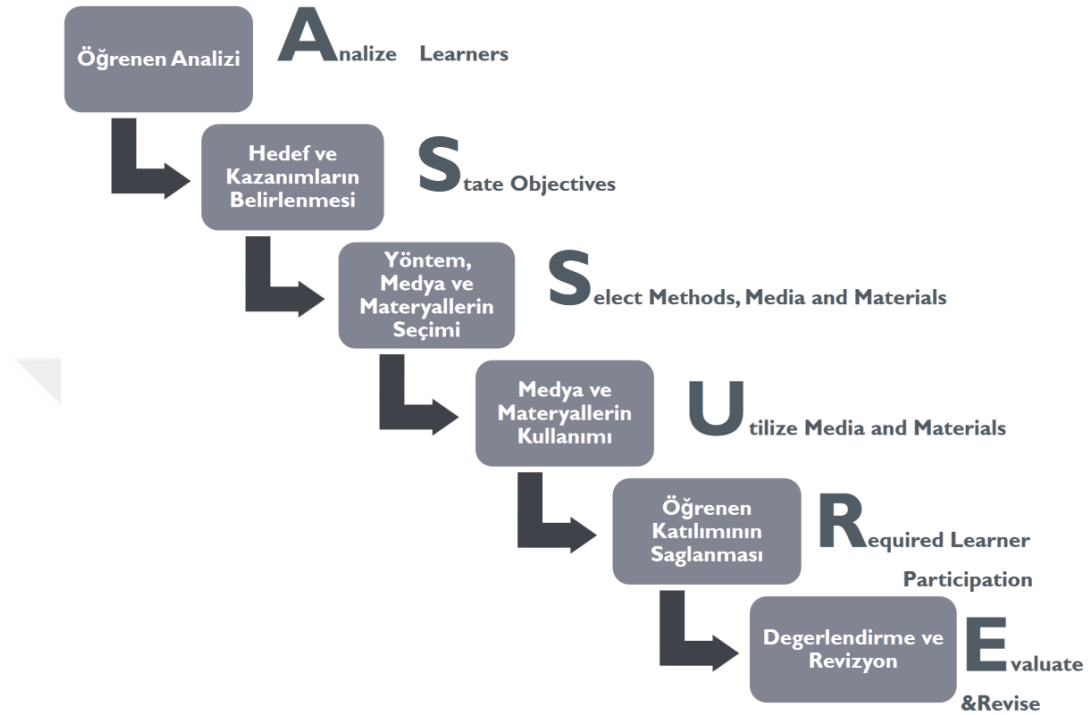 Öğrenen Analizi
Analize Learners
Hedef ve
Kazanımların
Belirlenmesi
State Objectives
Yöntem,
Medya ve
Materyallerin
Seçimi
Select Methods, Media and Materials
Medya ve
Materyallerin
Kullanımı
Utilize Media and Materials
Öğrenen
Katılımının
Saglanması
Required Learner
Participation
Degerlendirme ve
Revizyon
Evaluate
&Revise